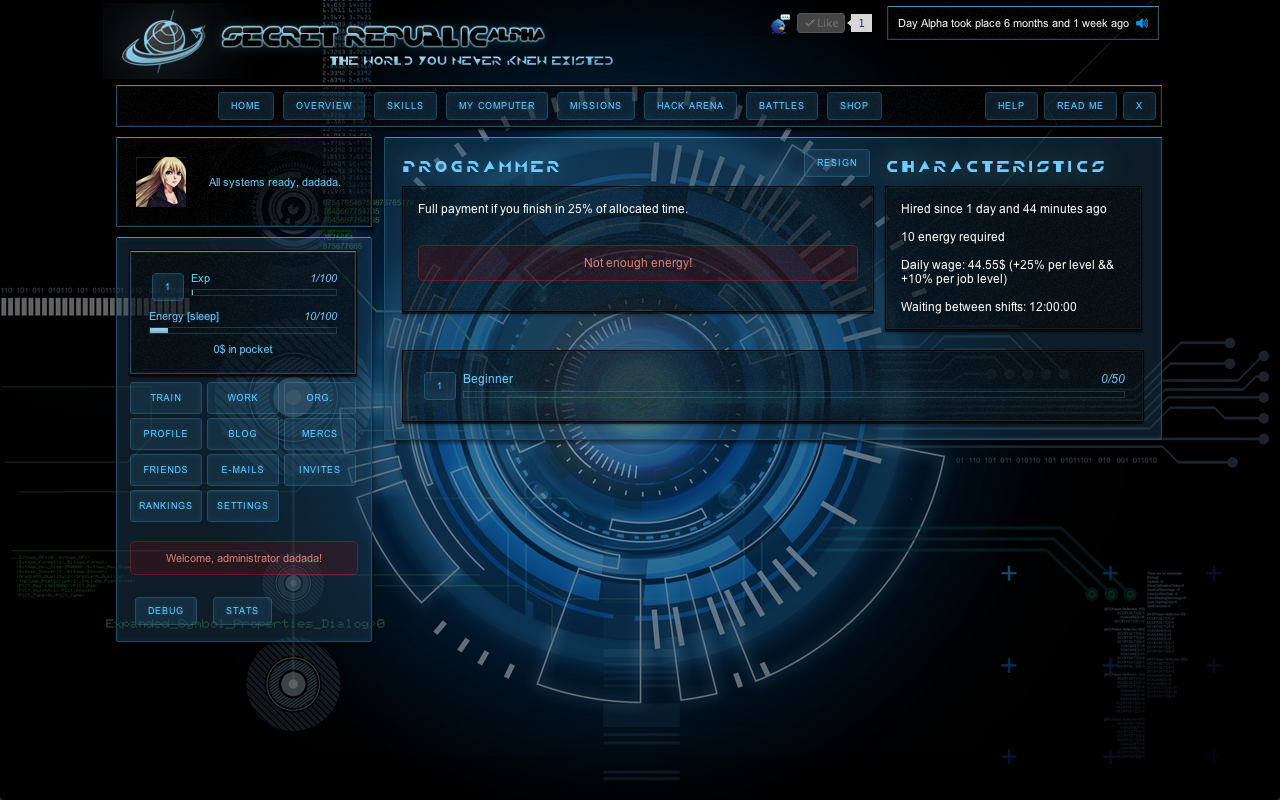 SECRET REPUBLIC ALPHA
THE WORLD YOU NEVER KNEW EXISTED
Like 1
Day Alpha took place 6 months and 1 week ago
HOME OVERVIEW SKILLS MY COMPUTER MISSIONS HACK ARENA BATTLES SHOP HELP READ ME X
All systems ready, dadada.
1 Exp 1/100
Energy [sleep] 10/100
0$ in pocket
TRAIN WORK ORG.
PROFILE BLOG MERCS
FRIENDS E-MAILS INVITES
RANKINGS SETTINGS
Welcome, administrator dadada!
DEBUG STATS
Expanded_Symbol_Properties_Dialog>0
PROGRAMMER
RESIGN
Full payment if you finish in 25% of allocated time.
Not enough energy!
CHARACTERISTICS
Hired since 1 day and 44 minutes ago
10 energy required
Daily wage: 44.55$ (+25% per level &&
+10% per job level)
Waiting between shifts: 12:00:00
1 Beginner 0/50
01 110 101 011 010110 101 01011101 010 001 011010